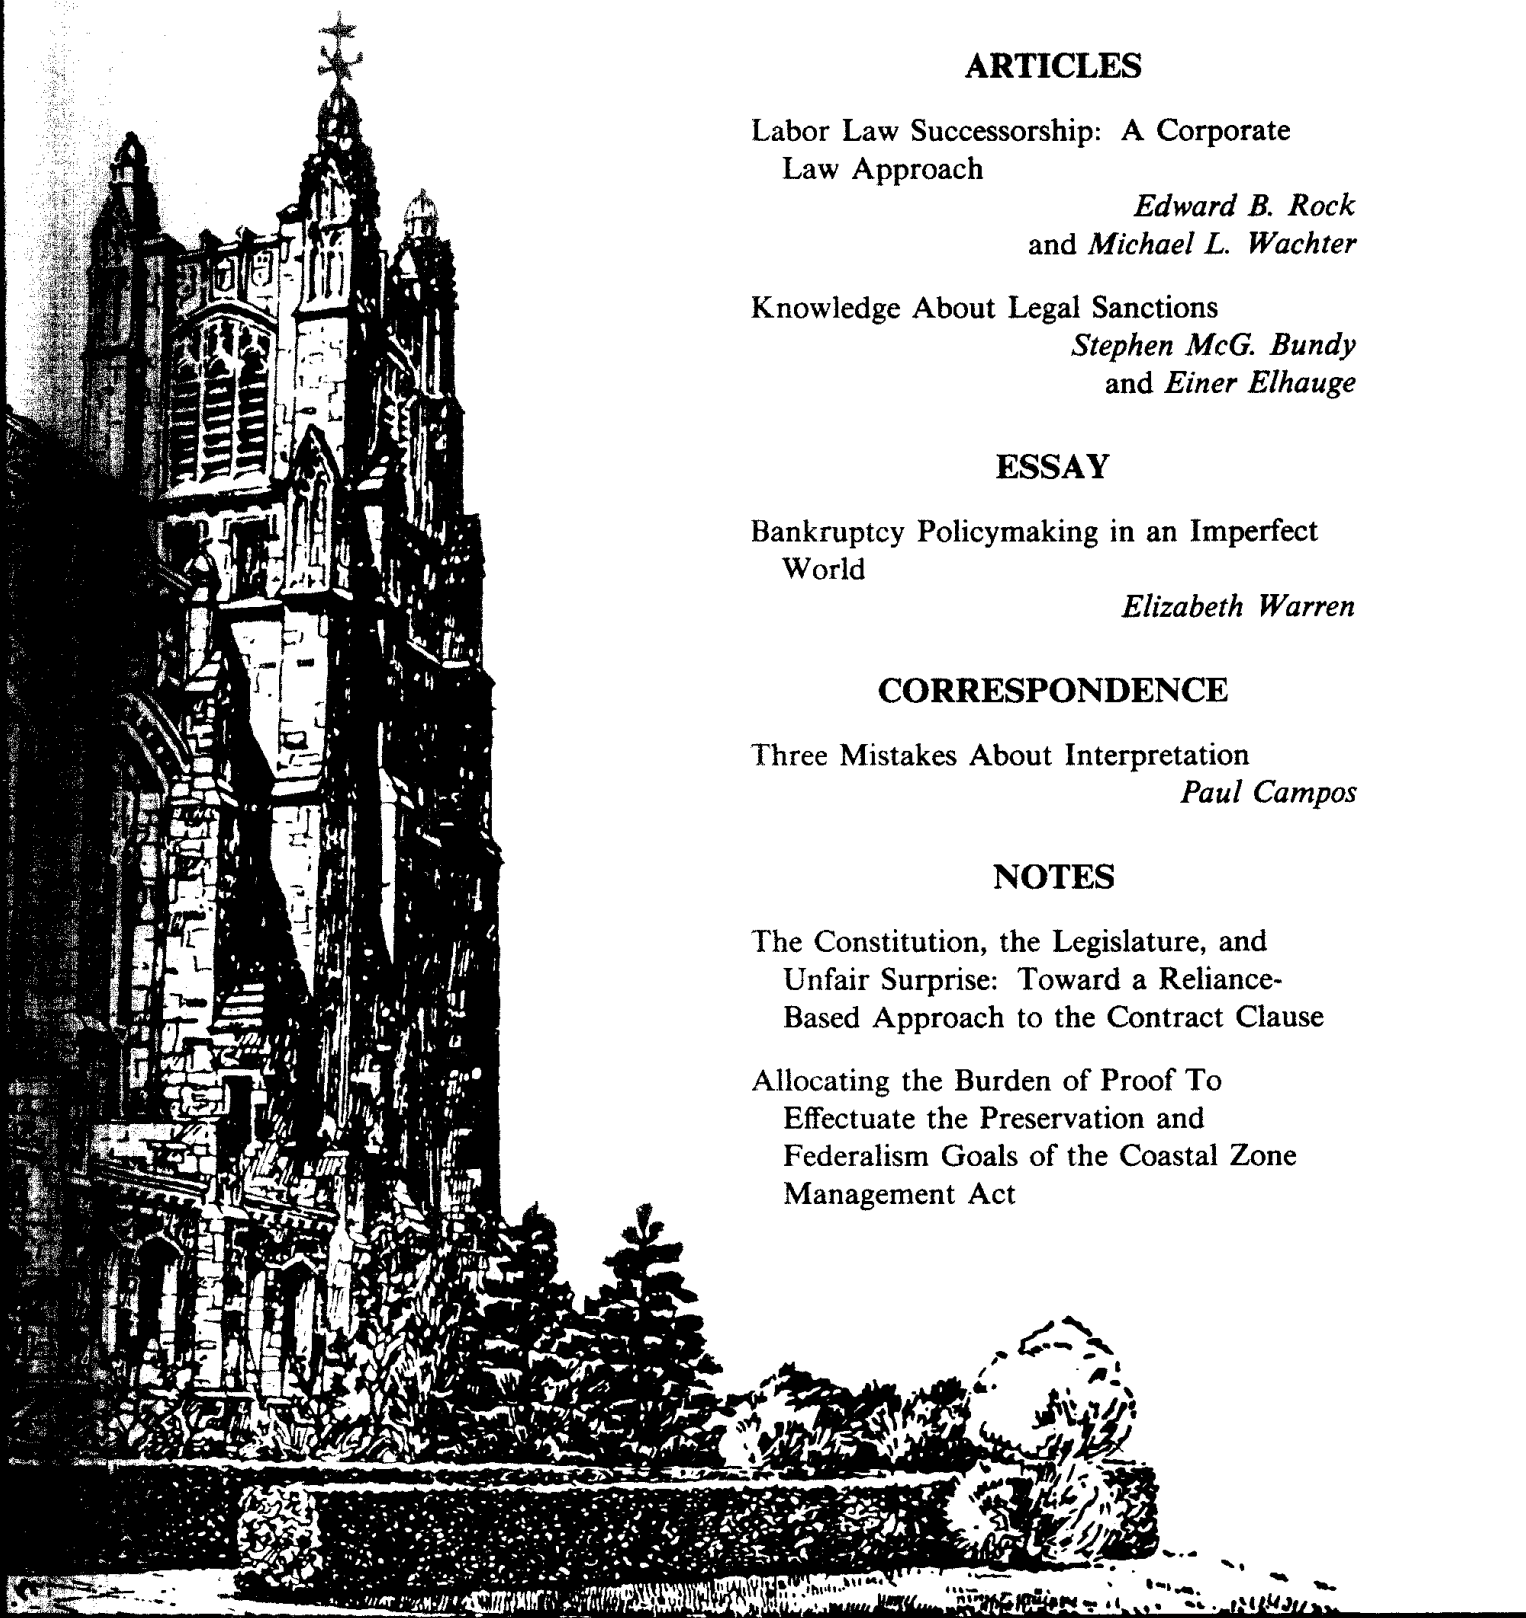 ARTICLES
Labor Law Successorship: A Corporate
Law Approach
Edward B. Rock
and Michael L. Wachter
Knowledge About Legal Sanctions
Stephen McG. Bundy
and Einer Elhauge
ESSAY
Bankruptcy Policymaking in an Imperfect
World
Elizabeth Warren
CORRESPONDENCE
Three Mistakes About Interpretation
Paul Campos
NOTES
The Constitution, the Legislature, and
Unfair Surprise: Toward a Reliance-
Based Approach to the Contract Clause
Allocating the Burden of Proof To
Effectuate the Preservation and
Federalism Goals of the Coastal Zone
Management Act